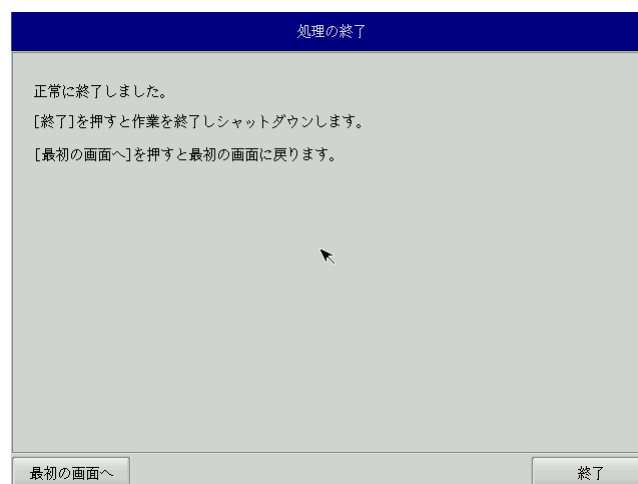 処理の終了
正常に終了しました。
[終了]を押すと作業を終了しシャットダウンします。
[最初の画面へ]を押すと最初の画面に戻ります。
最初の画面へ
終了